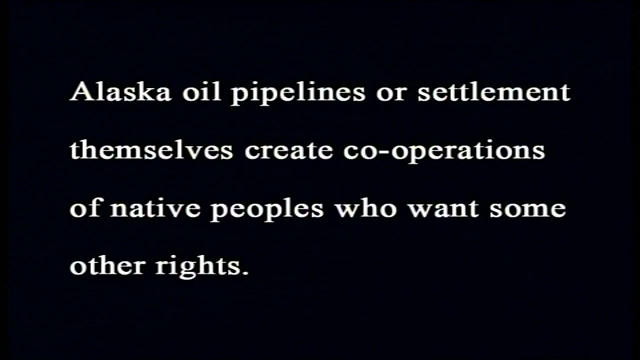 Alaska oil pipelines or settlement
themselves create co-operations
of native peoples who want some
other rights.